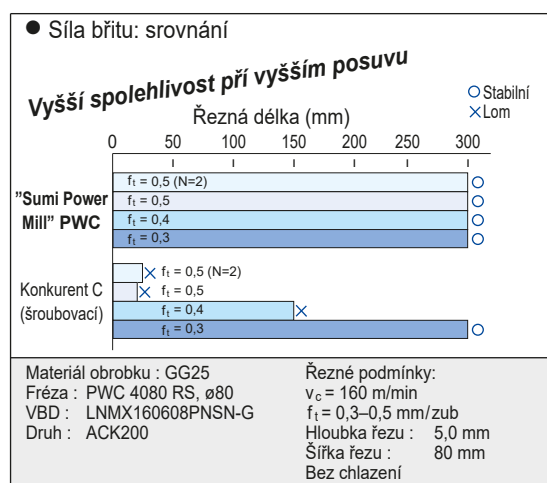 ● Síla břitu: srovnání
Vyšší spolehlivost pří vyšším posuvu
○ Stabilní
× Lom
Řezná délka (mm)
0 50 100 150 200 250 300
"Sumi Power
Mill" PWC
fₜ = 0,5 (N=2)
fₜ = 0,5
fₜ = 0,4
fₜ = 0,3
Konkurent C
(šroubovací)
fₜ = 0,5 (N=2)
fₜ = 0,5
fₜ = 0,4
fₜ = 0,3
Materiál obrobku : GG25
Fréza : PWC 4080 RS, ø80
VBD : LNMX160608PNSN-G
Druh : ACK200
Řezné podmínky:
v꜀ = 160 m/min
fₜ = 0,3–0,5 mm/zub
Hloubka řezu : 5,0 mm
Šířka řezu : 80 mm
Bez chlazení